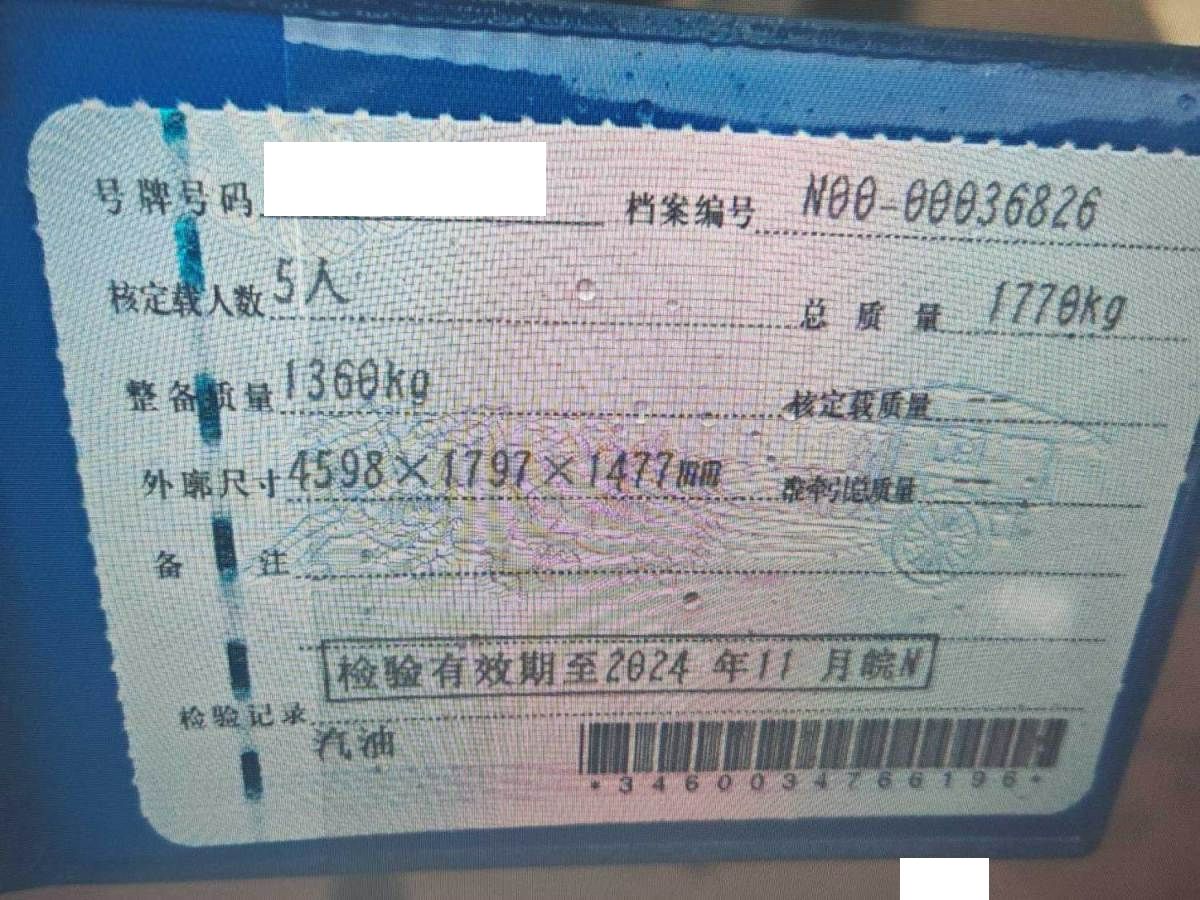 号牌号码 档案编号 N00-00036826
核定载人数 5人 总质量 1770kg
整备质量 1360kg 核定载质量 --
外廓尺寸 4598×1797×1477mm 准牵引总质量 --
备注
检验有效期至2024年11月皖N
检验记录
汽油
*3460034766196*